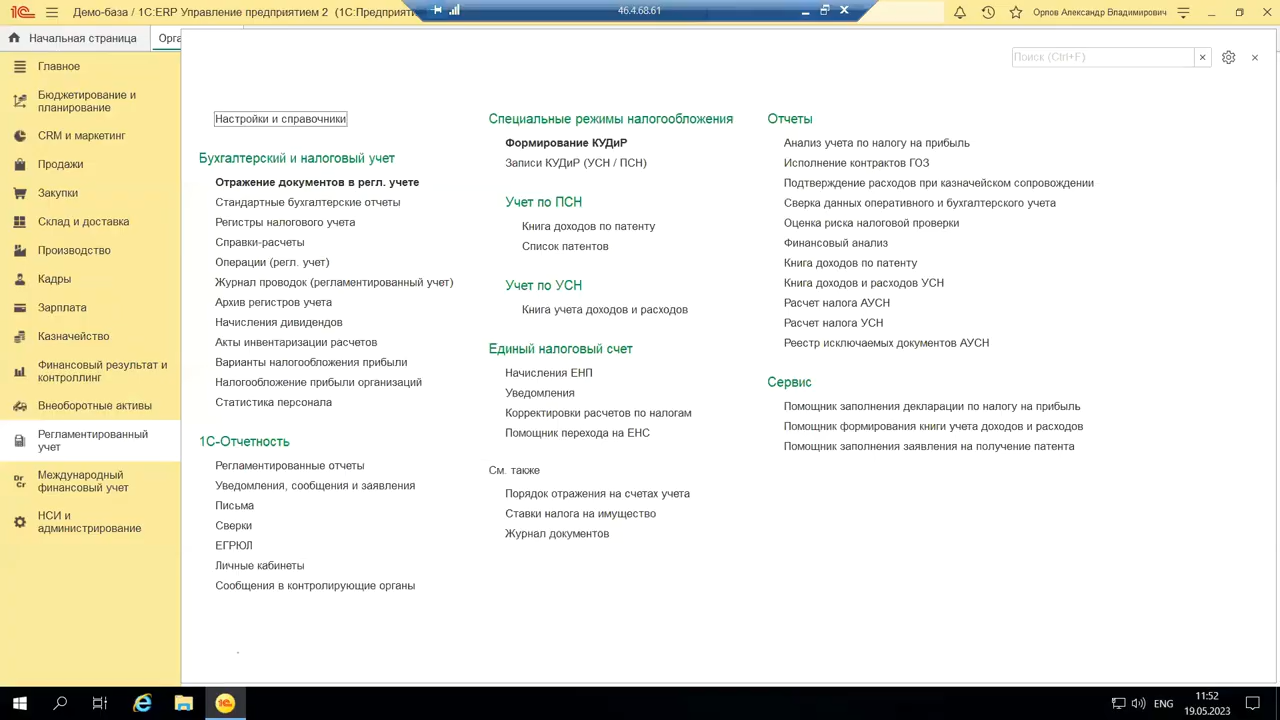 Демо-база / 1С:ERP Управление предприятием 2 (1С:Предприяти
46.4.68.61
Орлов Александр Владимирович
Начальная страница
Орга
Поиск (Ctrl+F)
Главное
Бюджетирование и
планирование
CRM и маркетинг
Продажи
Закупки
Склад и доставка
Производство
Кадры
Зарплата
Казначейство
Финансовый результат и
контроллинг
Внеоборотные активы
Регламентированный
учет
Международный
финансовый учет
НСИ и
администрирование
Настройки и справочники
Бухгалтерский и налоговый учет
Отражение документов в регл. учете
Стандартные бухгалтерские отчеты
Регистры налогового учета
Справки-расчеты
Операции (регл. учет)
Журнал проводок (регламентированный учет)
Архив регистров учета
Начисления дивидендов
Акты инвентаризации расчетов
Варианты налогообложения прибыли
Налогообложение прибыли организаций
Статистика персонала
1С-Отчетность
Регламентированные отчеты
Уведомления, сообщения и заявления
Письма
Сверки
ЕГРЮЛ
Личные кабинеты
Сообщения в контролирующие органы
Специальные режимы налогообложения
Формирование КУДиР
Записи КУДиР (УСН / ПСН)
Учет по ПСН
Книга доходов по патенту
Список патентов
Учет по УСН
Книга учета доходов и расходов
Единый налоговый счет
Начисления ЕНП
Уведомления
Корректировки расчетов по налогам
Помощник перехода на ЕНС
См. также
Порядок отражения на счетах учета
Ставки налога на имущество
Журнал документов
Отчеты
Анализ учета по налогу на прибыль
Исполнение контрактов ГОЗ
Подтверждение расходов при казначейском сопровождении
Сверка данных оперативного и бухгалтерского учета
Оценка риска налоговой проверки
Финансовый анализ
Книга доходов по патенту
Книга доходов и расходов УСН
Расчет налога АУСН
Расчет налога УСН
Реестр исключаемых документов АУСН
Сервис
Помощник заполнения декларации по налогу на прибыль
Помощник формирования книги учета доходов и расходов
Помощник заполнения заявления на получение патента
ENG
11:52
19.05.2023